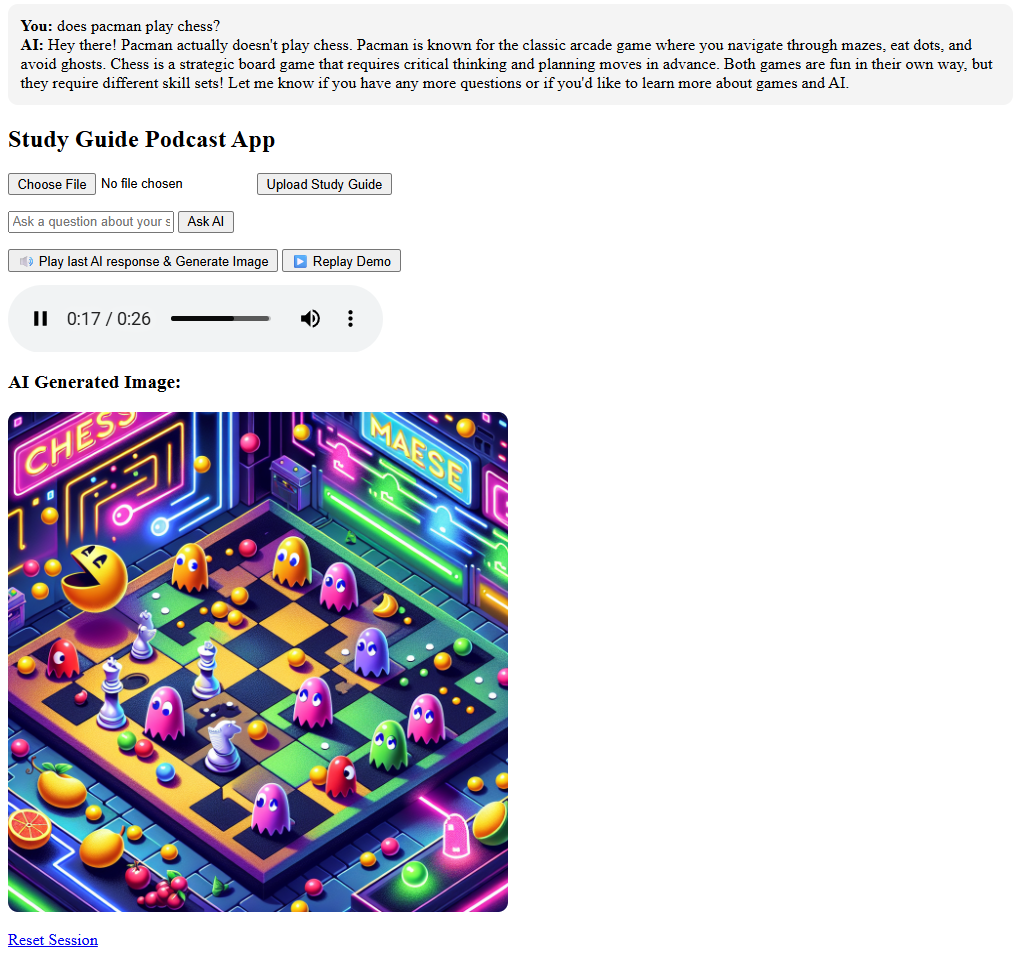 You: does pacman play chess?
AI: Hey there! Pacman actually doesn't play chess. Pacman is known for the classic arcade game where you navigate through mazes, eat dots, and
avoid ghosts. Chess is a strategic board game that requires critical thinking and planning moves in advance. Both games are fun in their own way, but
they require different skill sets! Let me know if you have any more questions or if you'd like to learn more about games and AI.
Study Guide Podcast App
Choose File No file chosen Upload Study Guide
Ask a question about your s Ask AI
Play last AI response & Generate Image Replay Demo
0:17 / 0:26
AI Generated Image:
CHESS
MAESE
Reset Session